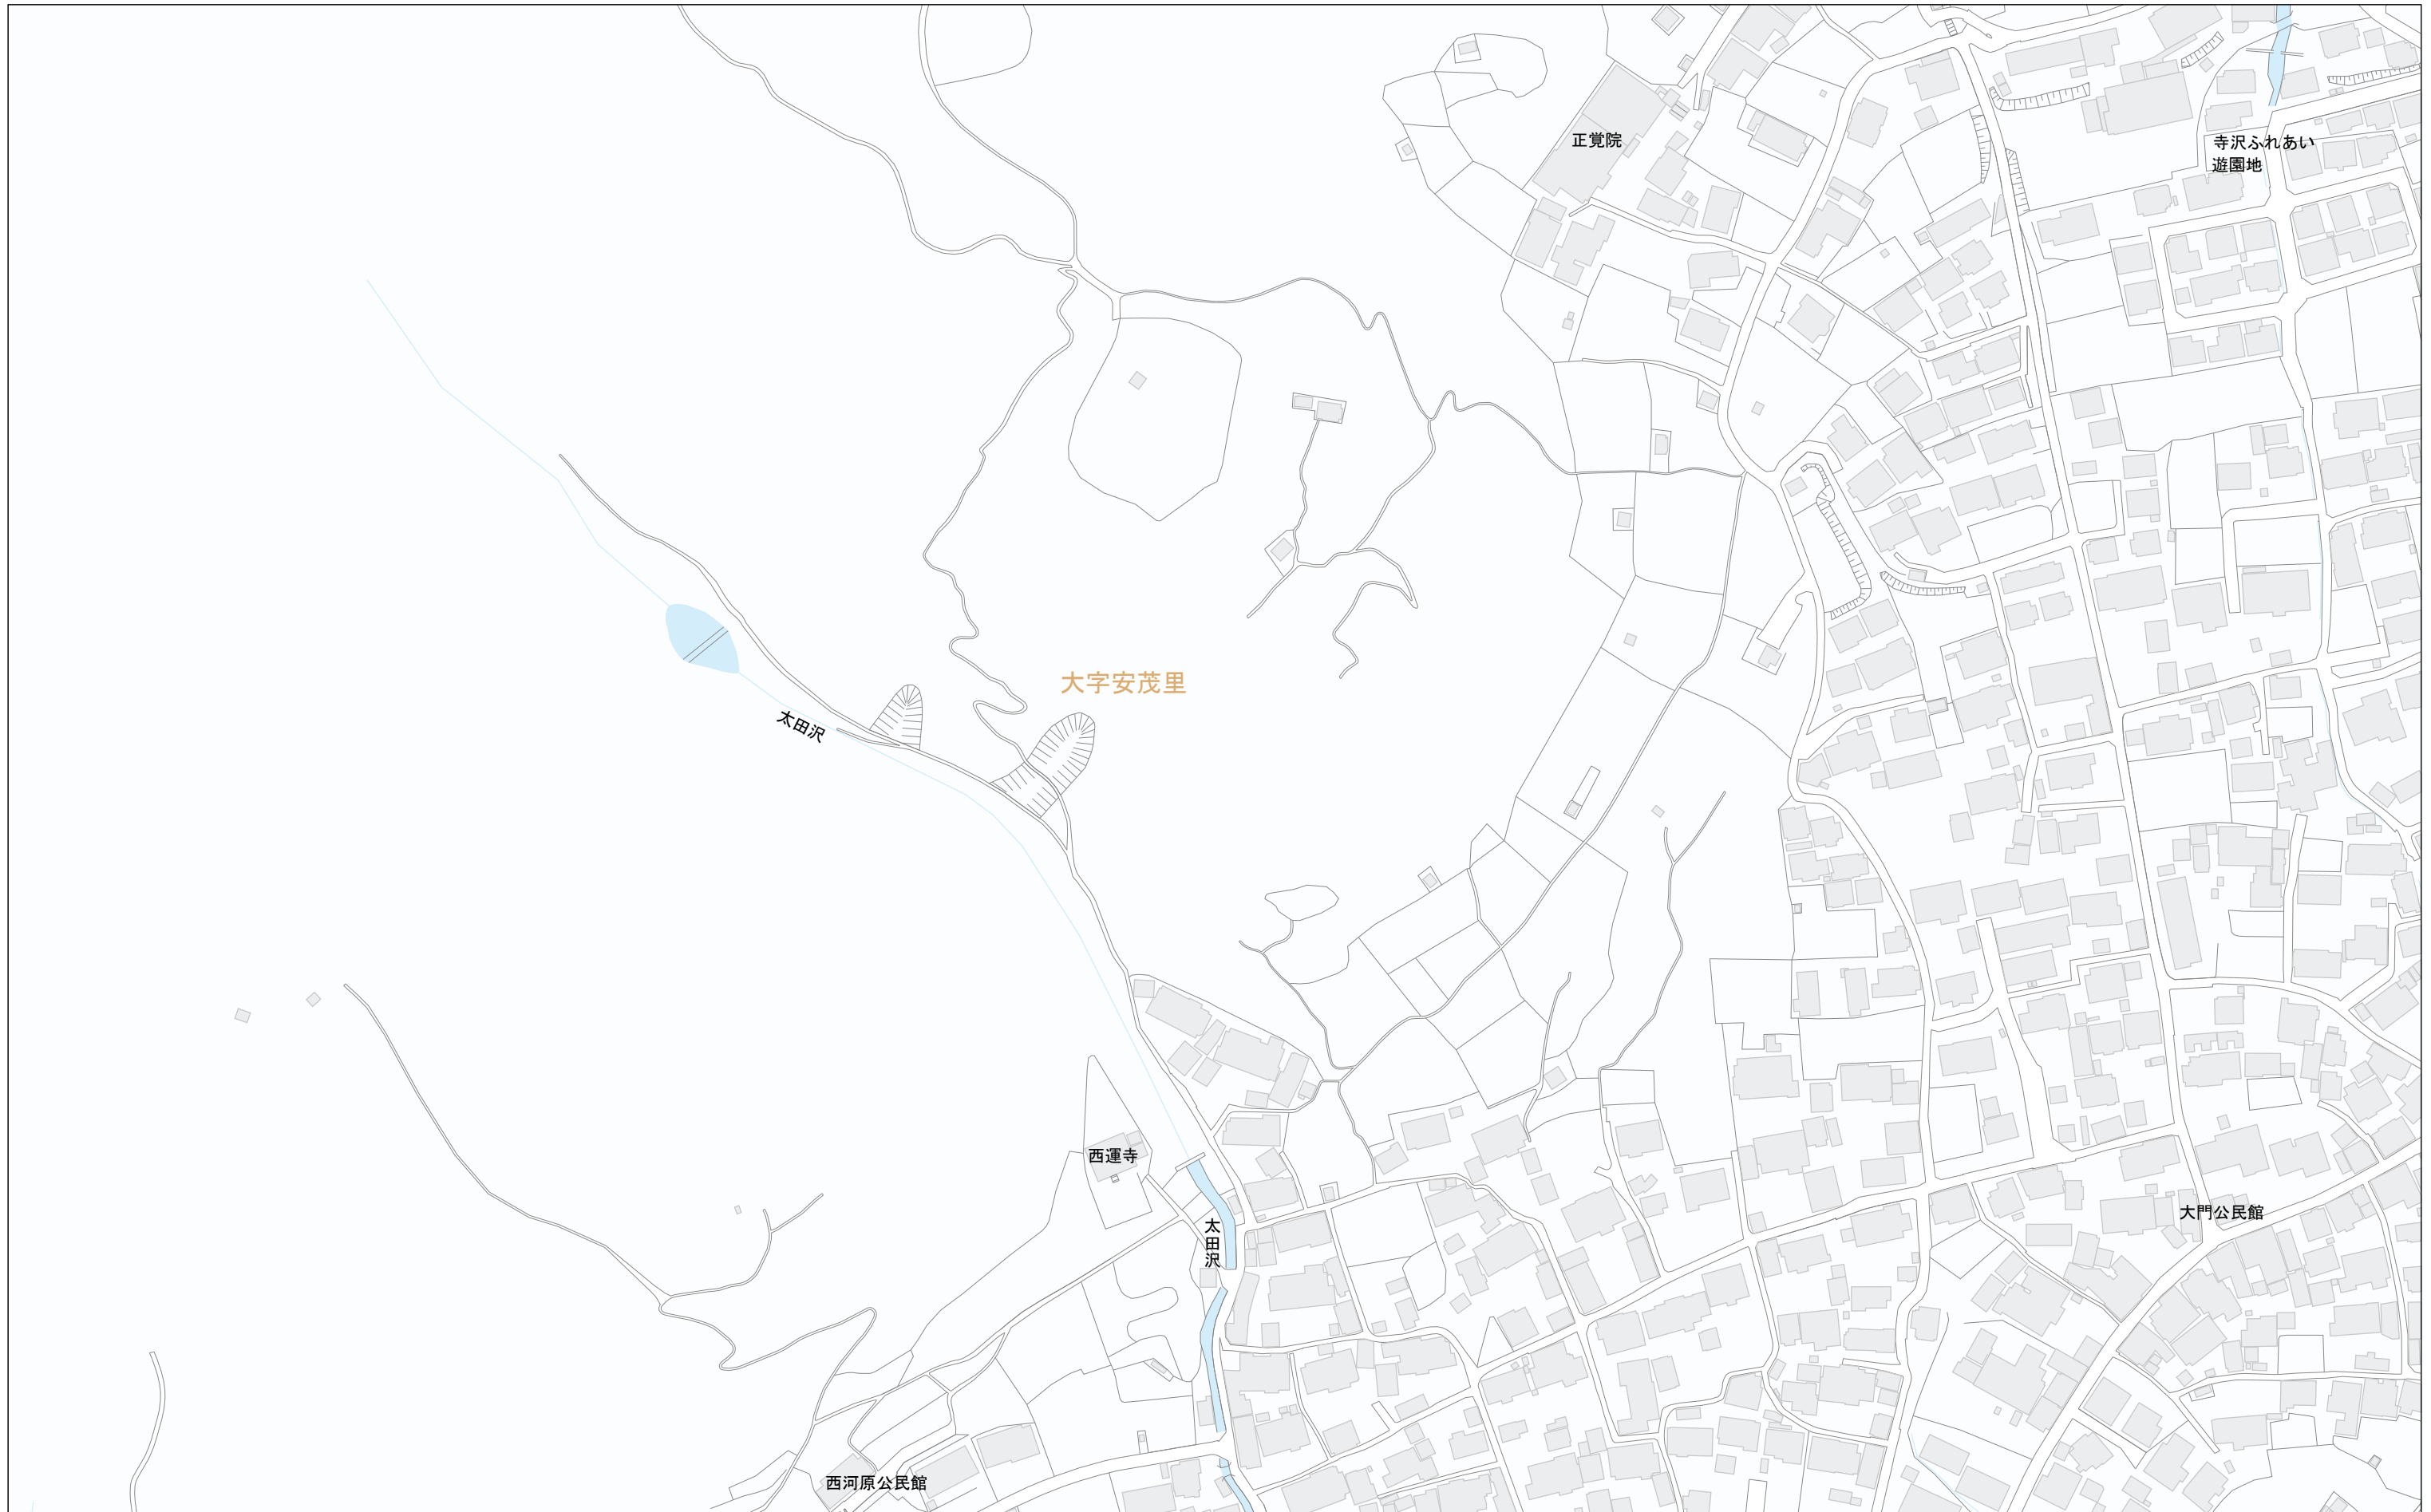 正覚院
寺沢ふれあい
遊園地
大字安茂里
太田沢
西運寺
太田沢
大門公民館
西河原公民館